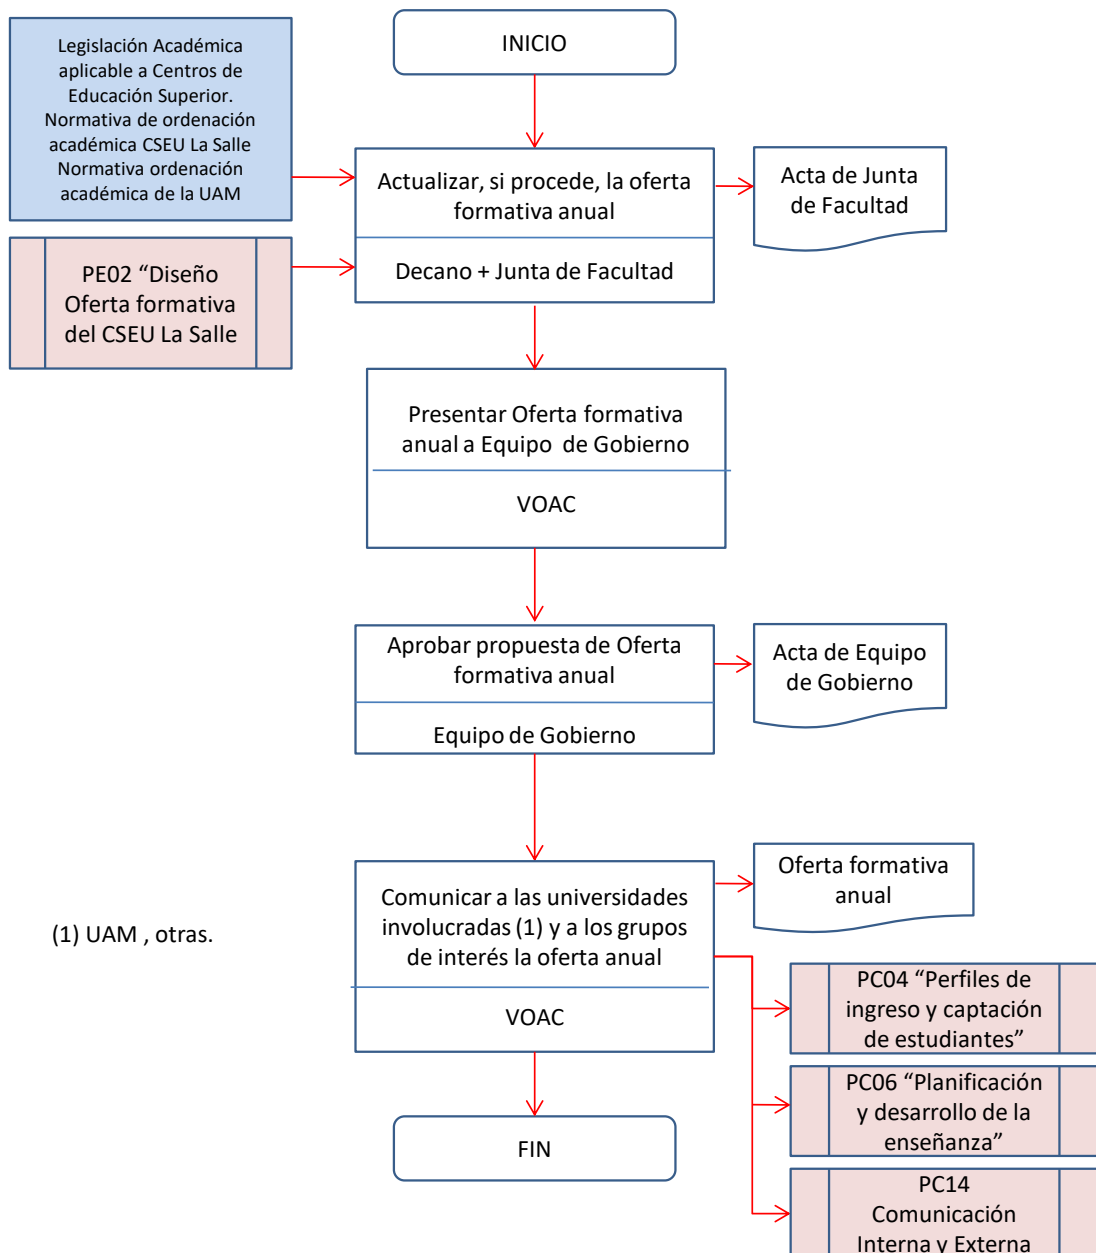 INICIO
Legislación Académica
aplicable a Centros de
Educación Superior.
Normativa de ordenación
académica CSEU La Salle
Normativa ordenación
académica de la UAM
Actualizar, si procede, la oferta
formativa anual
Decano + Junta de Facultad
Acta de Junta
de Facultad
PE02 “Diseño
Oferta formativa
del CSEU La Salle
Presentar Oferta formativa
anual a Equipo de Gobierno
VOAC
Aprobar propuesta de Oferta
formativa anual
Equipo de Gobierno
Acta de Equipo
de Gobierno
Comunicar a las universidades
involucradas (1) y a los grupos
de interés la oferta anual
VOAC
Oferta formativa
anual
(1) UAM , otras.
PC04 “Perfiles de
ingreso y captación
de estudiantes”
PC06 “Planificación
y desarrollo de la
enseñanza”
FIN
PC14
Comunicación
Interna y Externa